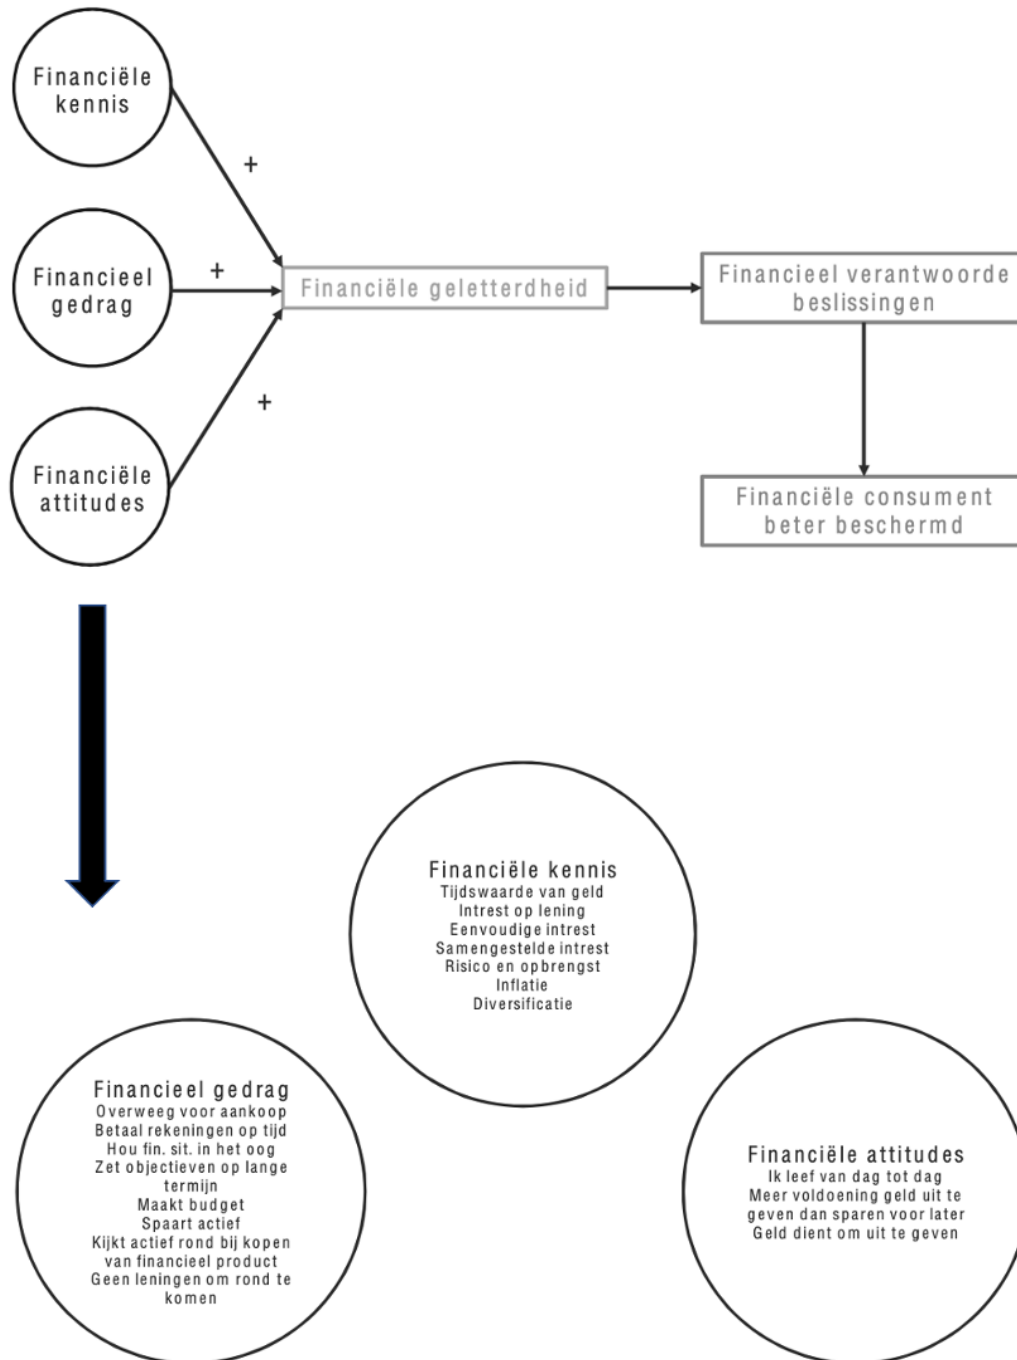 Financiële
kennis
+
Financieel
gedrag
+
Financiële geletterdheid
Financieel verantwoorde
beslissingen
+
Financiële
attitudes
Financiële consument
beter beschermd
Financiële kennis
Tijdswaarde van geld
Intrest op lening
Eenvoudige intrest
Samengestelde intrest
Risico en opbrengst
Inflatie
Diversificatie
Financieel gedrag
Overweeg voor aankoop
Betaal rekeningen op tijd
Hou fin. sit. in het oog
Zet objectieven op lange
termijn
Maakt budget
Spaart actief
Kijkt actief rond bij kopen
van financieel product
Geen leningen om rond te
komen
Financiële attitudes
Ik leef van dag tot dag
Meer voldoening geld uit te
geven dan sparen voor later
Geld dient om uit te geven